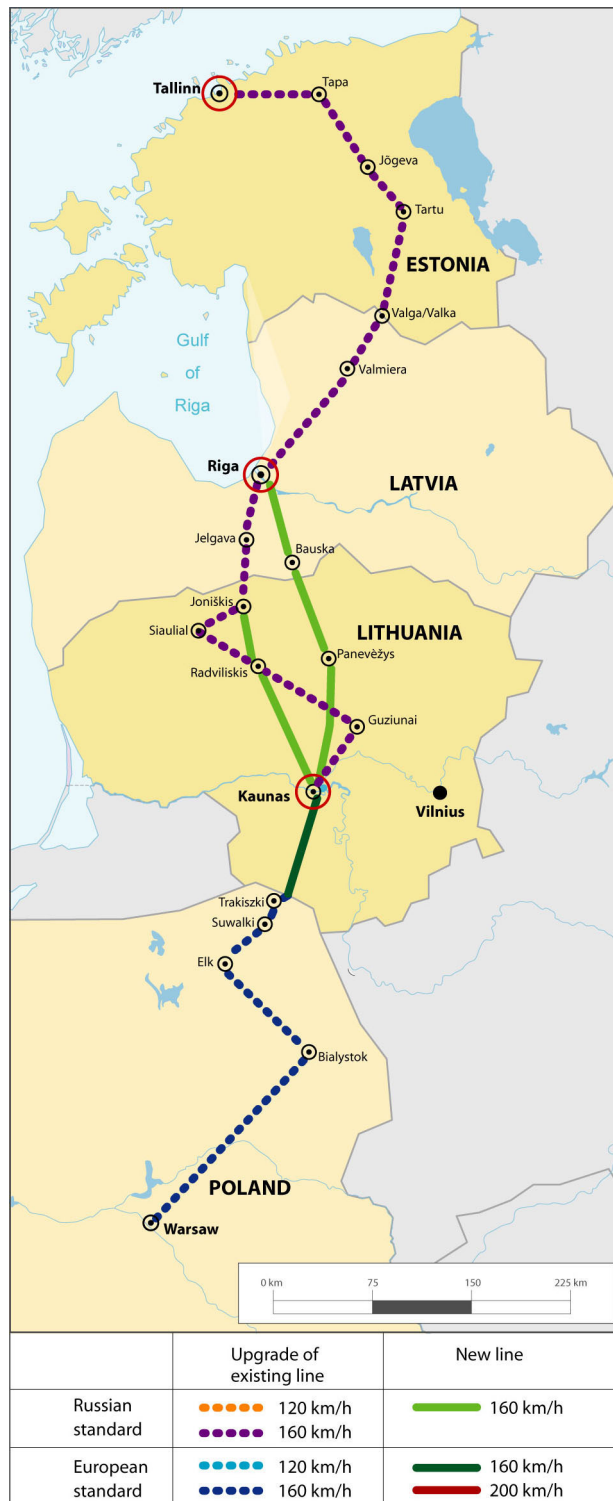 Tallinn
Tapa
Jõgeva
Tartu
ESTONIA
Valga/Valka
Gulf
of
Riga
Valmiera
Riga
LATVIA
Jelgava
Bauska
Joniškis
Siaulial
LITHUANIA
Panevèžys
Radviliskis
Guziunai
Kaunas
Vilnius
Trakiszki
Suwalki
Elk
Bialystok
POLAND
Warsaw
0 km 75 150 225 km
Upgrade of
existing line
New line
Russian
standard
120 km/h
160 km/h
160 km/h
European
standard
120 km/h
160 km/h
160 km/h
200 km/h